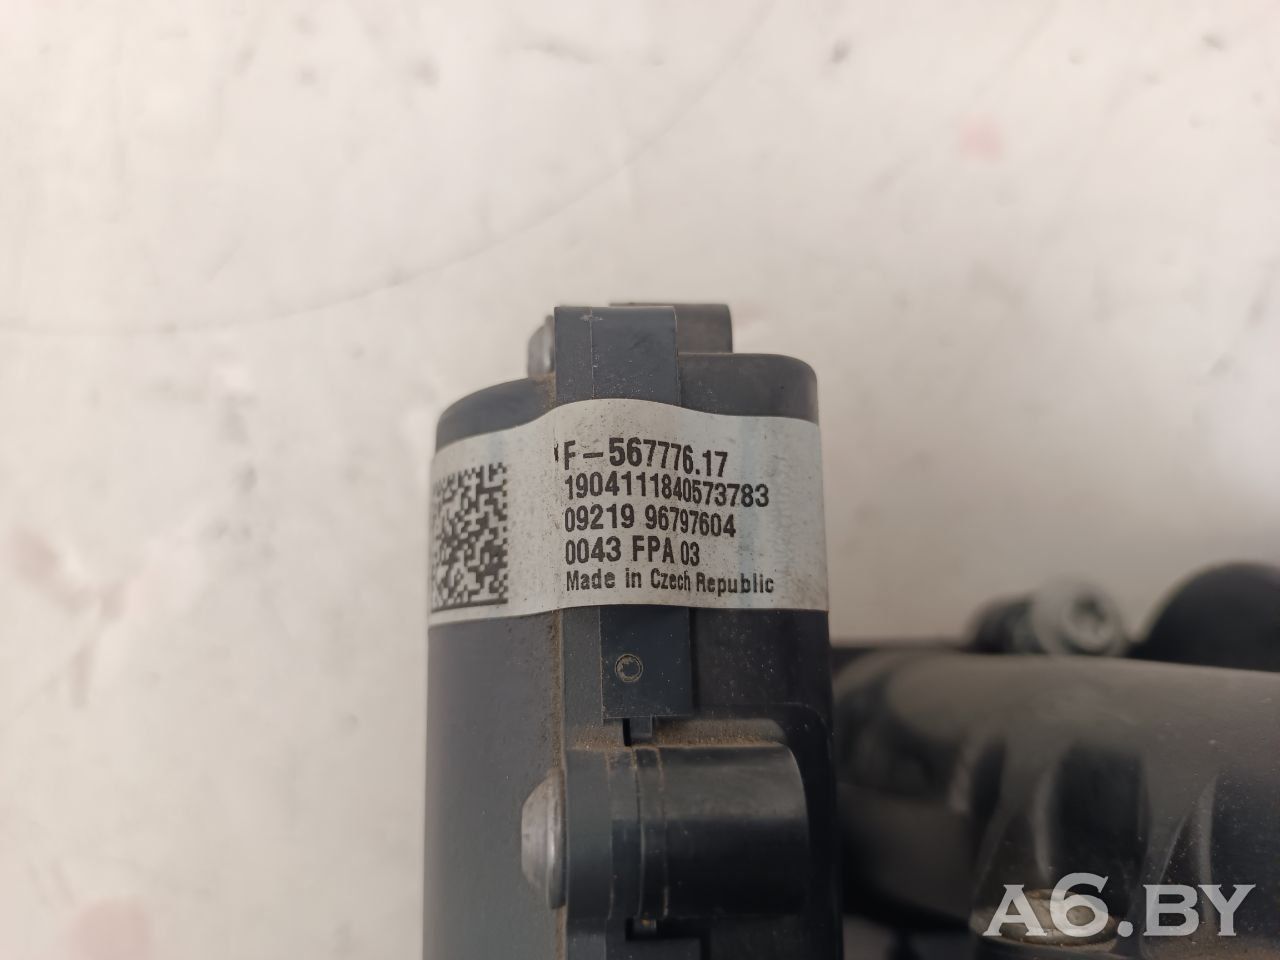 F-567776.17
1904111840573783
09219 96797604
0043 FPA 03
Made in Czech Republic
A6.BY